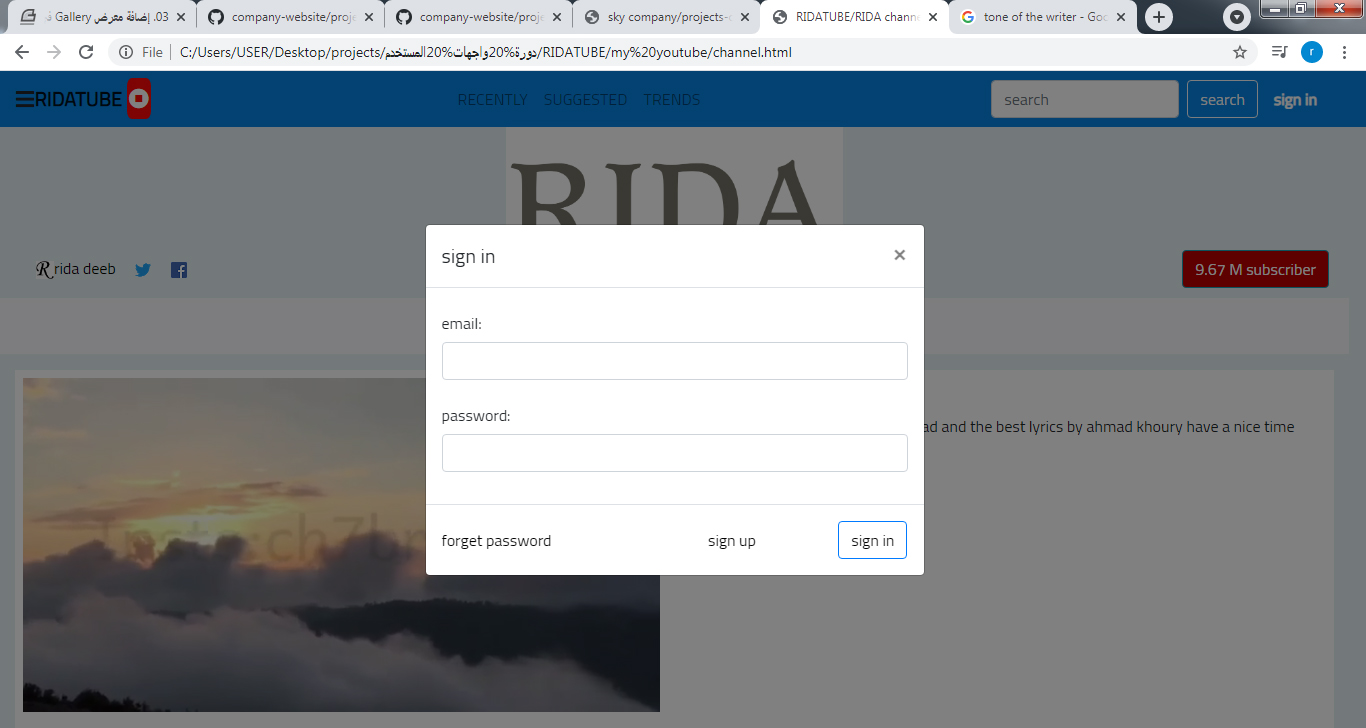 03. إضافة معرض Gallery
company-website/proje
company-website/proje
sky company/projects-
RIDATUBE/RIDA chann
tone of the writer - Goo
File
C:/Users/USER/Desktop/projects/دورة%20واجهات%20المستخدم/RIDATUBE/my%20youtube/channel.html
r
RIDATUBE
RECENTLY SUGGESTED TRENDS
search
search
sign in
RIDA
sign in
×
R rida deeb
9.67 M subscriber
email:
password:
ad and the best lyrics by ahmad khoury have a nice time
forget password
sign up
sign in